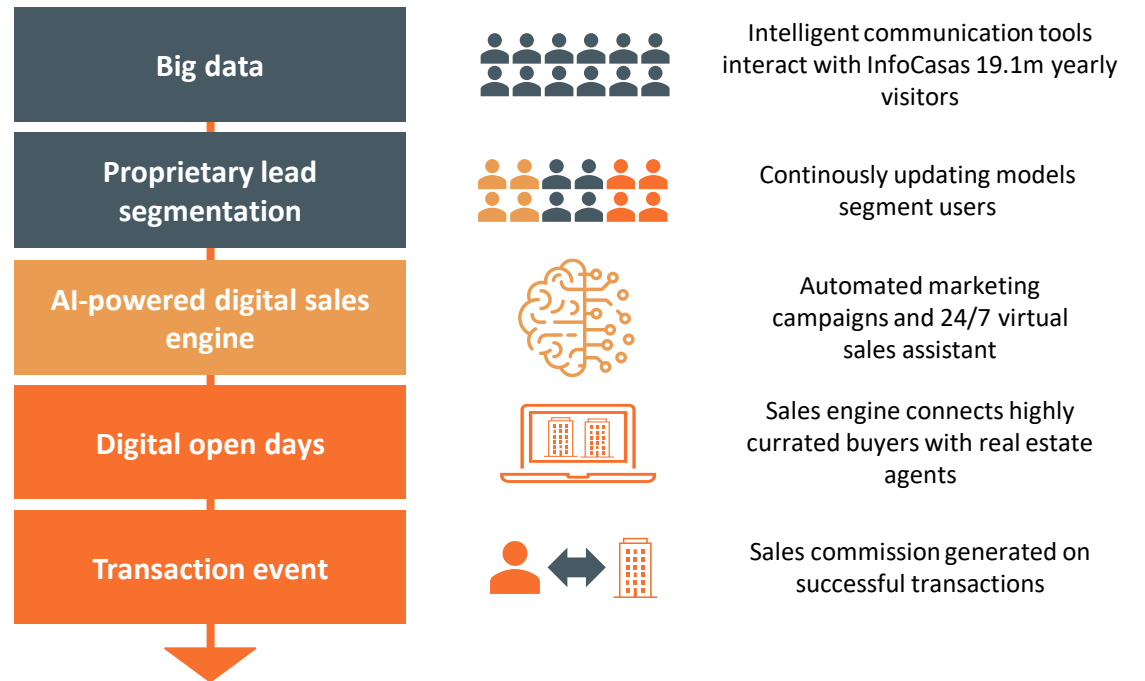 Big data
Intelligent communication tools
interact with InfoCasas 19.1m yearly
visitors
Proprietary lead
segmentation
Continously updating models
segment users
AI-powered digital sales
engine
Automated marketing
campaigns and 24/7 virtual
sales assistant
Digital open days
Sales engine connects highly
currated buyers with real estate
agents
Transaction event
Sales commission generated on
successful transactions